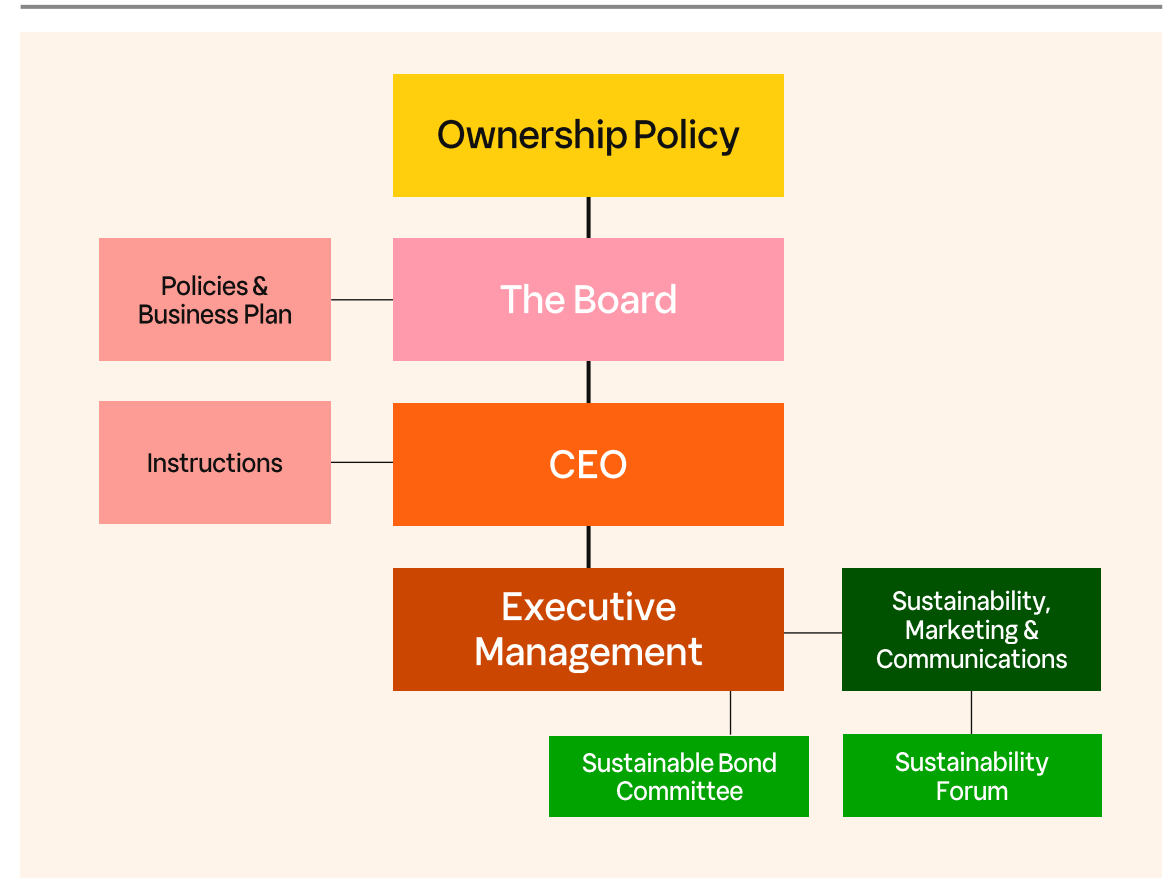 Ownership Policy
Policies &
Business Plan
The Board
Instructions
CEO
Executive
Management
Sustainability,
Marketing &
Communications
Sustainable Bond
Committee
Sustainability
Forum